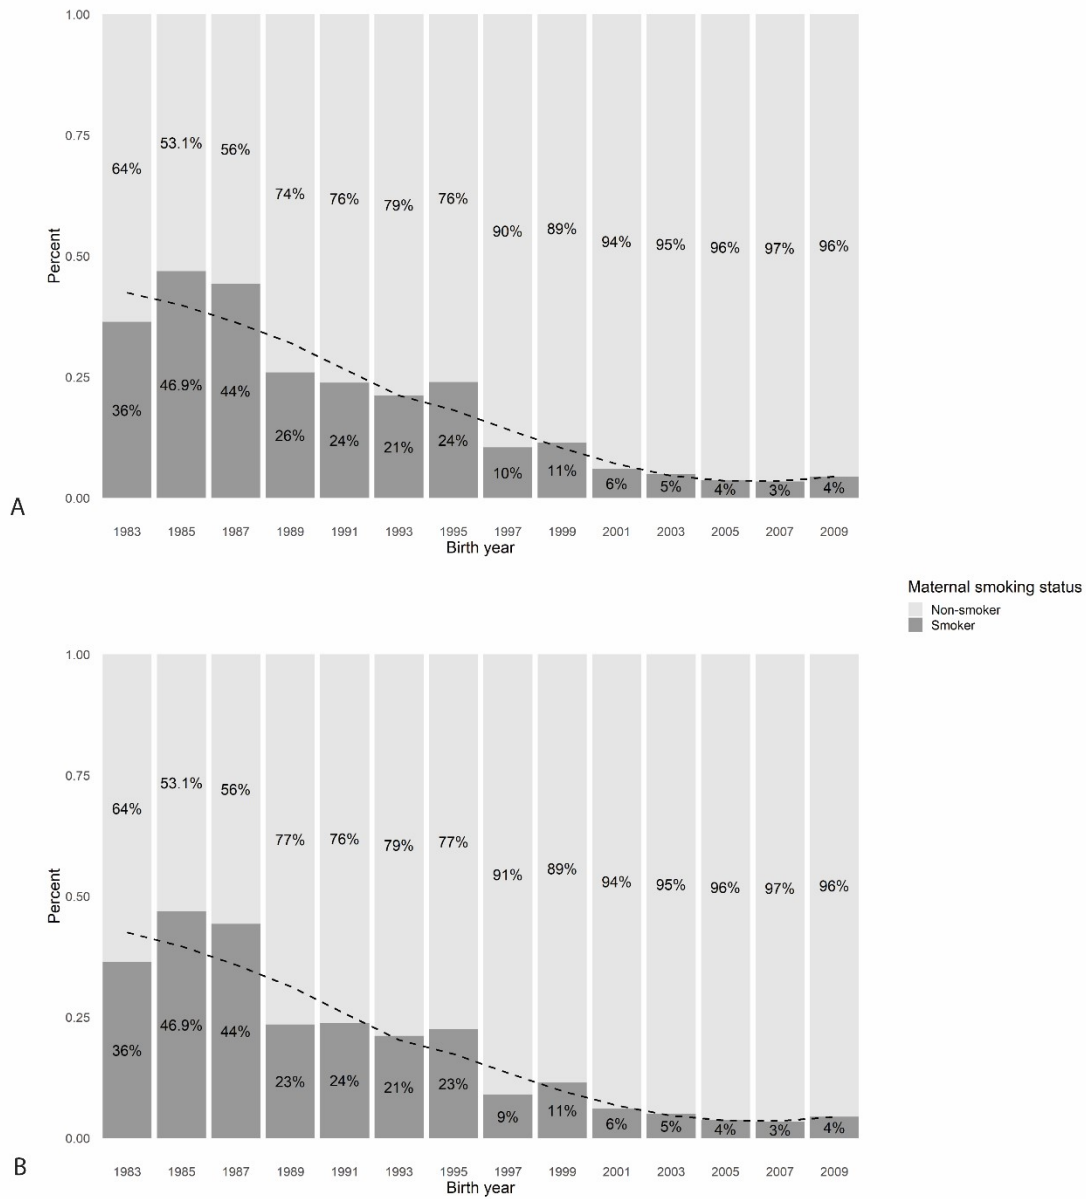 1.00
0.75
0.50
0.25
0.00
Percent
64% 53.1% 56% 74% 76% 79% 76% 90% 89% 94% 95% 96% 97% 96%
36% 46.9% 44% 26% 24% 21% 24% 10% 11% 6% 5% 4% 3% 4%
A
1983 1985 1987 1989 1991 1993 1995 1997 1999 2001 2003 2005 2007 2009
Birth year
Maternal smoking status
Non-smoker
Smoker
1.00
0.75
0.50
0.25
0.00
Percent
64% 53.1% 56% 77% 76% 79% 77% 91% 89% 94% 95% 96% 97% 96%
36% 46.9% 44% 23% 24% 21% 23% 9% 11% 6% 5% 4% 3% 4%
B
1983 1985 1987 1989 1991 1993 1995 1997 1999 2001 2003 2005 2007 2009
Birth year